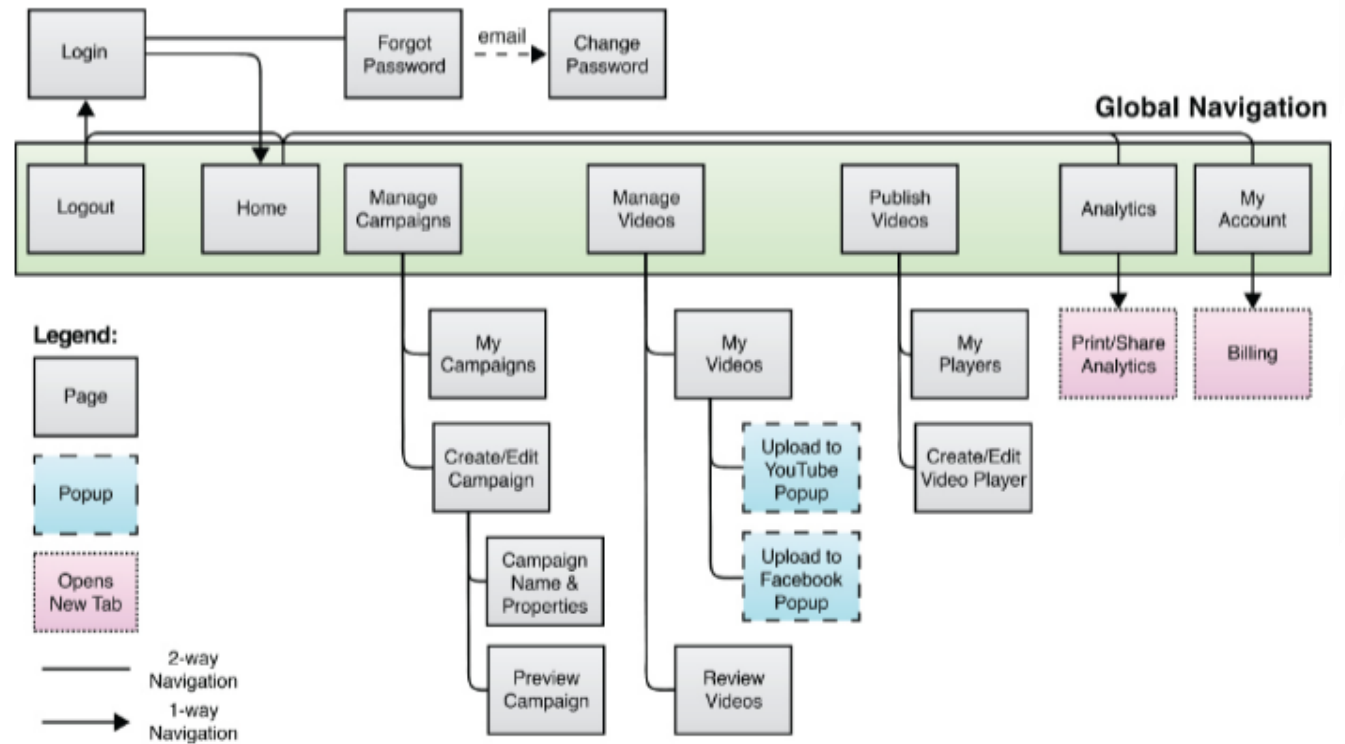 Login
Forgot
Password
email
Change
Password
Global Navigation
Logout
Home
Manage
Campaigns
Manage
Videos
Publish
Videos
Analytics
My
Account
Legend:
Page
Popup
Opens
New Tab
2-way
Navigation
1-way
Navigation
My
Campaigns
Create/Edit
Campaign
Campaign
Name &
Properties
Preview
Campaign
My
Videos
Upload to
YouTube
Popup
Upload to
Facebook
Popup
Review
Videos
My
Players
Create/Edit
Video Player
Print/Share
Analytics
Billing